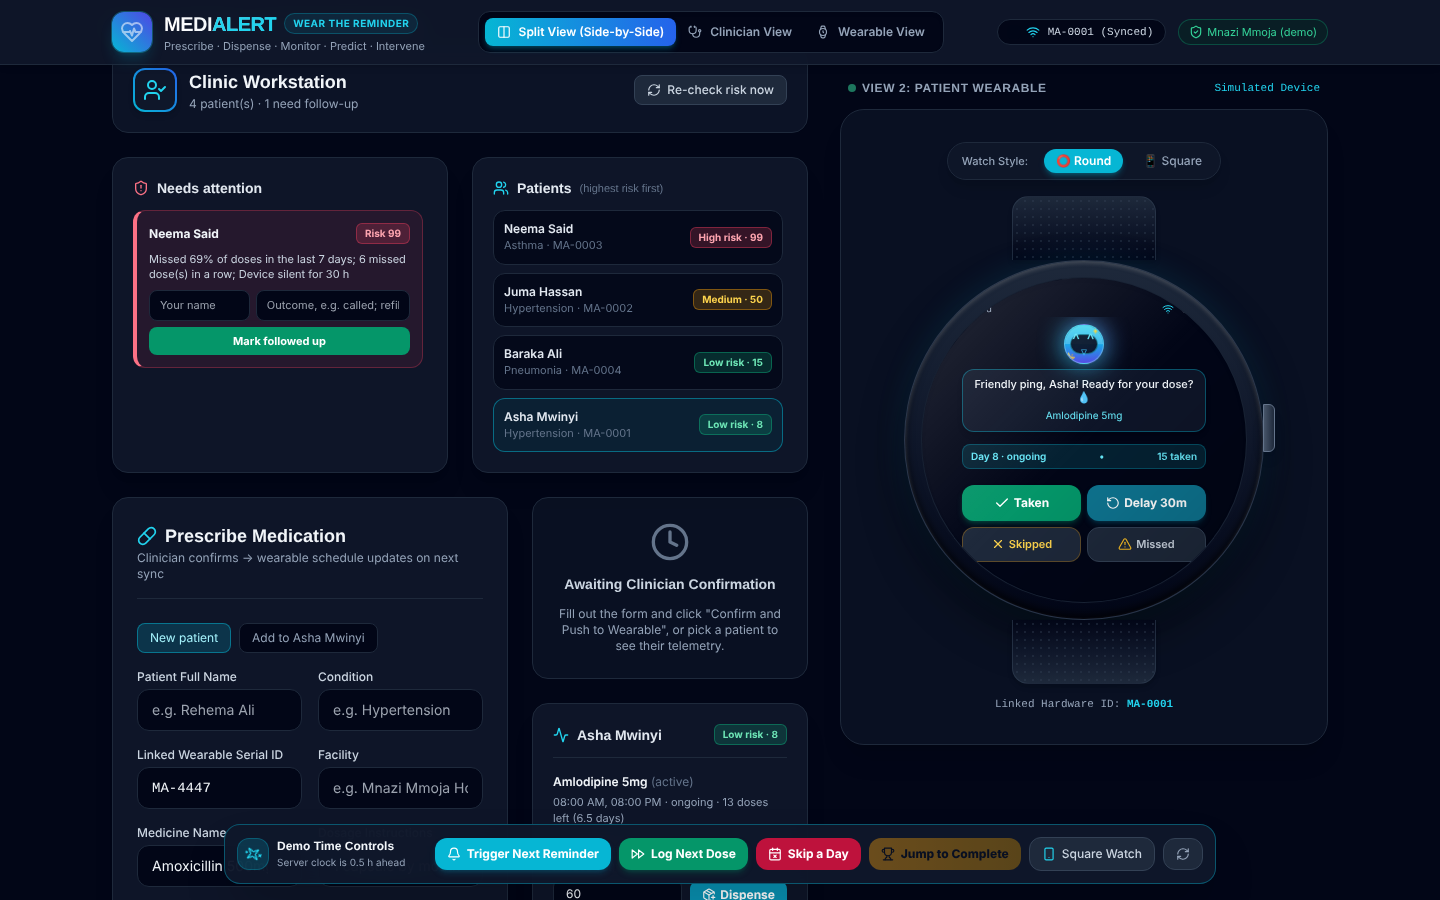 MEDIALERT
WEAR THE REMINDER
Prescribe · Dispense · Monitor · Predict · Intervene
Split View (Side-by-Side)
Clinician View
Wearable View
MA-0001 (Synced)
Mnazi Mmoja (demo)
Clinic Workstation
4 patient(s) · 1 need follow-up
Re-check risk now
Needs attention
Neema Said
Risk 99
Missed 69% of doses in the last 7 days; 6 missed
dose(s) in a row; Device silent for 30 h
Your name
Outcome, e.g. called; refil
Mark followed up
Patients (highest risk first)
Neema Said
Asthma · MA-0003
High risk · 99
Juma Hassan
Hypertension · MA-0002
Medium · 50
Baraka Ali
Pneumonia · MA-0004
Low risk · 15
Asha Mwinyi
Hypertension · MA-0001
Low risk · 8
Prescribe Medication
Clinician confirms → wearable schedule updates on next
sync
New patient
Add to Asha Mwinyi
Patient Full Name
e.g. Rehema Ali
Condition
e.g. Hypertension
Linked Wearable Serial ID
MA-4447
Facility
e.g. Mnazi Mmoja Ho
Medicine Name
Amoxicillin
Awaiting Clinician Confirmation
Fill out the form and click "Confirm and
Push to Wearable", or pick a patient to
see their telemetry.
Asha Mwinyi
Low risk · 8
Amlodipine 5mg (active)
08:00 AM, 08:00 PM · ongoing · 13 doses
left (6.5 days)
60
Dispense
VIEW 2: PATIENT WEARABLE
Simulated Device
Watch Style:
Round
Square
Friendly ping, Asha! Ready for your dose?
Amlodipine 5mg
Day 8 · ongoing
•
15 taken
Taken
Delay 30m
Skipped
Missed
Linked Hardware ID: MA-0001
Demo Time Controls
Server clock is 0.5 h ahead
Trigger Next Reminder
Log Next Dose
Skip a Day
Jump to Complete
Square Watch